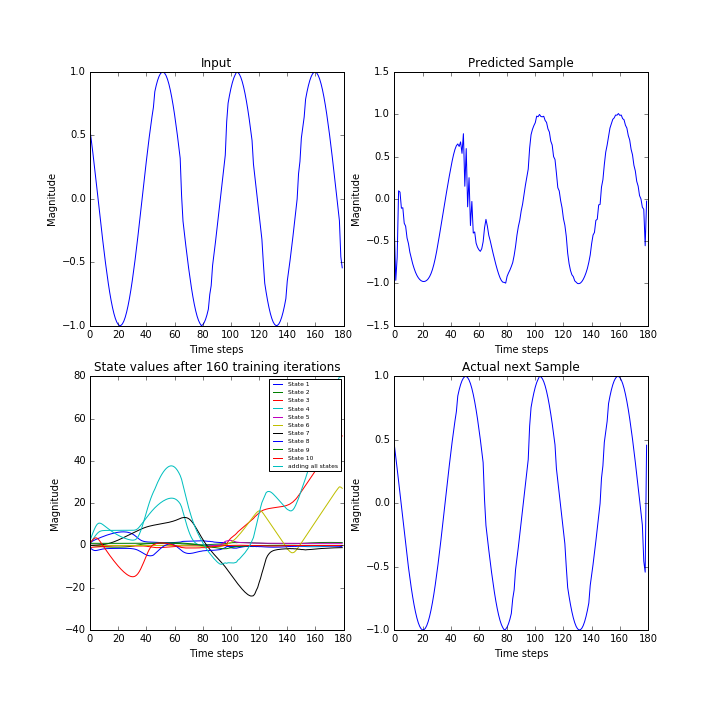 Input
Magnitude
1.0
0.5
0.0
−0.5
−1.0
0 20 40 60 80 100 120 140 160 180
Time steps
Predicted Sample
Magnitude
1.5
1.0
0.5
0.0
−0.5
−1.0
−1.5
0 20 40 60 80 100 120 140 160 180
Time steps
State values after 160 training iterations
Magnitude
80
60
40
20
0
−20
−40
0 20 40 60 80 100 120 140 160 180
Time steps
State 1
State 2
State 3
State 4
State 5
State 6
State 7
State 8
State 9
State 10
adding all states
Actual next Sample
Magnitude
1.0
0.5
0.0
−0.5
−1.0
0 20 40 60 80 100 120 140 160 180
Time steps